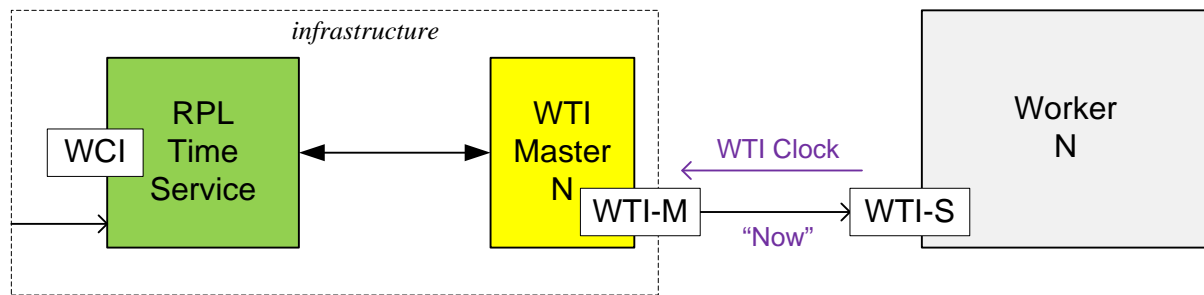 infrastructure
RPL
Time
Service
WCI
WTI
Master
N
WTI-M
WTI Clock
“Now”
WTI-S
Worker
N